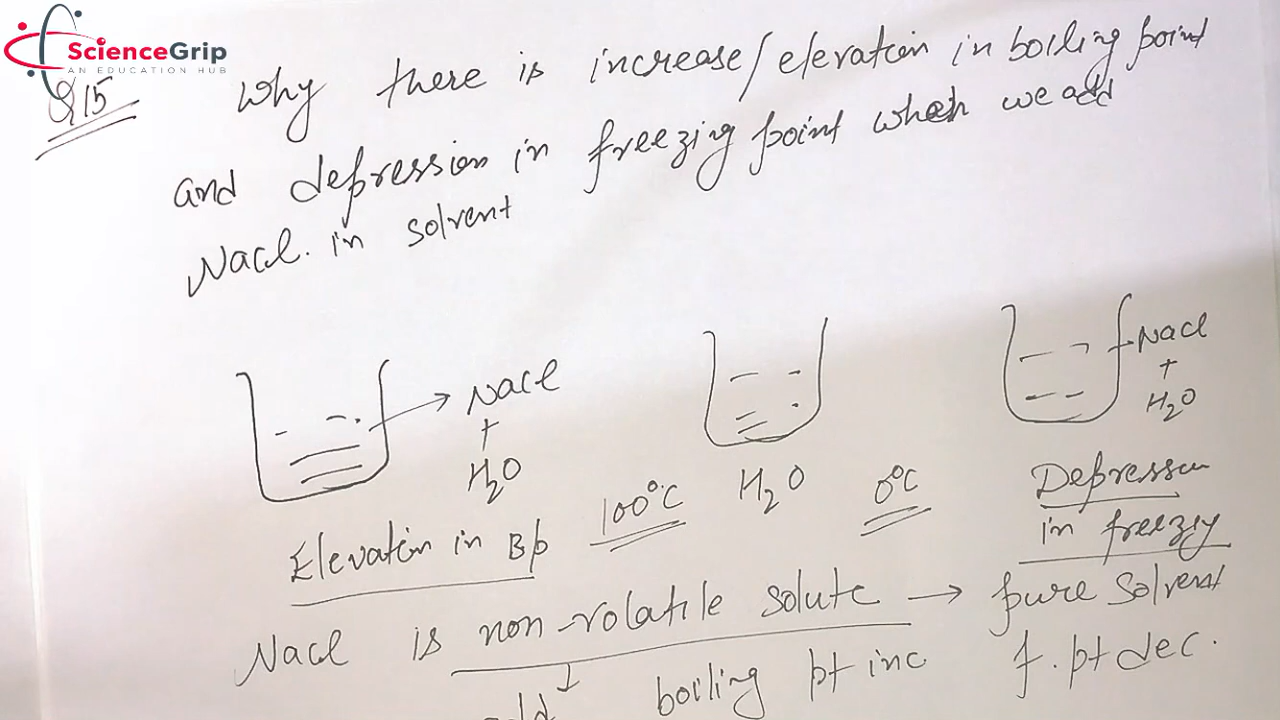 ScienceGrip
AN EDUCATION HUB
Q15 Why there is increase/elevation in boiling point
and depression in freezing point when we add
NaCl. in solvent
NaCl
+
H2O
NaCl
+
H2O
100°C H2O 0°C
Elevation in Bp
Depression
in freezing
NaCl is non-volatile solute → pure solvent
add boiling pt inc f.pt dec.